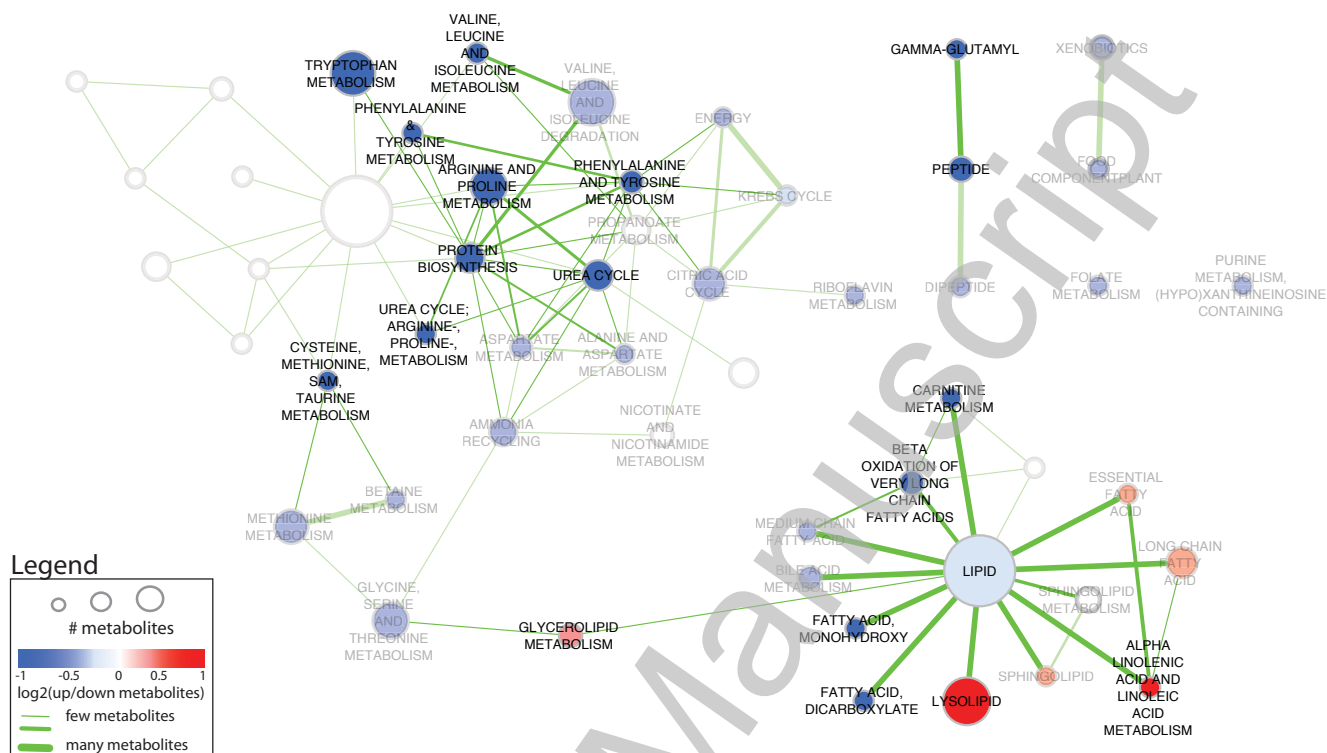 VALINE,
LEUCINE
AND
ISOLEUCINE
METABOLISM
TRYPTOPHAN
METABOLISM
PHENYLALANINE
&
TYROSINE
METABOLISM
VALINE,
LEUCINE
AND
ISOLEUCINE
DEGRADATION
ENERGY
ARGININE AND
PROLINE
METABOLISM
PHENYLALANINE
AND TYROSINE
METABOLISM
KREBS CYCLE
PROPANOATE
METABOLISM
PROTEIN
BIOSYNTHESIS
UREA CYCLE
CITRIC ACID
CYCLE
RIBOFLAVIN
METABOLISM
UREA CYCLE;
ARGININE-,
PROLINE-,
METABOLISM
ASPARTATE
METABOLISM
ALANINE AND
ASPARTATE
METABOLISM
CYSTEINE,
METHIONINE,
SAM,
TAURINE
METABOLISM
AMMONIA
RECYCLING
NICOTINATE
AND
NICOTINAMIDE
METABOLISM
BETAINE
METABOLISM
METHIONINE
METABOLISM
GLYCINE,
SERINE
AND
THREONINE
METABOLISM
GLYCEROLIPID
METABOLISM
GAMMA-GLUTAMYL
PEPTIDE
DIPEPTIDE
XENOBIOTICS
FOOD
COMPONENTPLANT
FOLATE
METABOLISM
PURINE
METABOLISM,
(HYPO)XANTHINEINOSINE
CONTAINING
CARNITINE
METABOLISM
BETA
OXIDATION OF
VERY LONG
CHAIN
FATTY ACIDS
MEDIUM CHAIN
FATTY ACID
BILE ACID
METABOLISM
LIPID
ESSENTIAL
FATTY
ACID
LONG CHAIN
FATTY
ACID
SPHINGOLIPID
METABOLISM
FATTY ACID,
MONOHYDROXY
FATTY ACID,
DICARBOXYLATE
LYSOLIPID
SPHINGOLIPID
ALPHA
LINOLENIC
ACID AND
LINOLEIC
ACID
METABOLISM
Legend
# metabolites
-1 -0.5 0 0.5 1
log2(up/down metabolites)
few metabolites
many metabolites
Manuscript